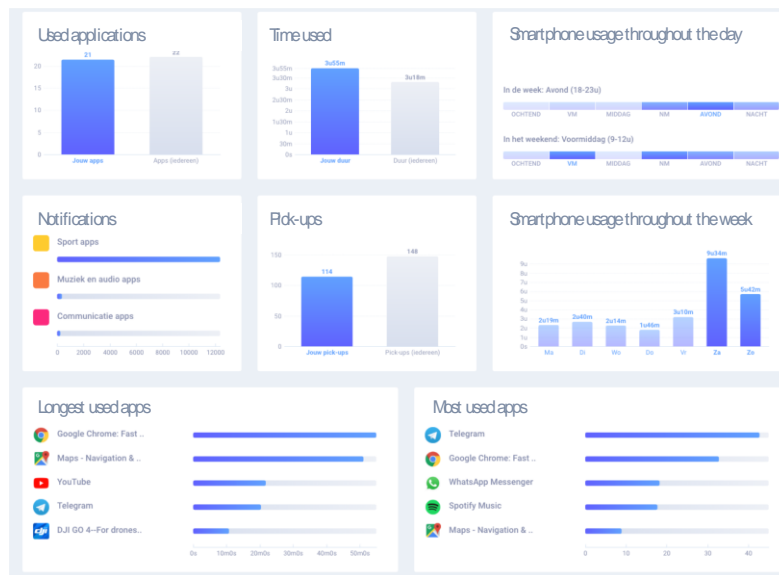 Used applications
21
##
20
15
10
5
0
Jouw apps
Apps (iedereen)
Time used
3u55m
3u18m
3u55m
3u30m
3u
2u30m
2u
1u30m
1u
30m
0s
Jouw duur
Duur (iedereen)
Smartphone usage throughout the day
In de week: Avond (18-23u)
OCHTEND VM MIDDAG NM AVOND NACHT
In het weekend: Voormiddag (9-12u)
OCHTEND VM MIDDAG NM AVOND NACHT
Notifications
Sport apps
Muziek en audio apps
Communicatie apps
0 2000 4000 6000 8000 10000 12000
Pick-ups
148
114
150
100
50
0
Jouw pick-ups
Pick ups (iedereen)
Smartphone usage throughout the week
9u34m
5u42m
3u10m
2u19m 2u40m 2u14m 1u46m
9u
8u
7u
6u
5u
4u
3u
2u
1u
0s
Ma Di Wo Do Vr Za Zo
Longest used apps
Google Chrome: Fast ..
Maps - Navigation & ..
YouTube
Telegram
DJI GO 4--For drones..
0s 10m0s 20m0s 30m0s 40m0s 50m0s
Most used apps
Telegram
Google Chrome: Fast ..
WhatsApp Messenger
Spotify Music
Maps - Navigation & ..
0 10 20 30 40